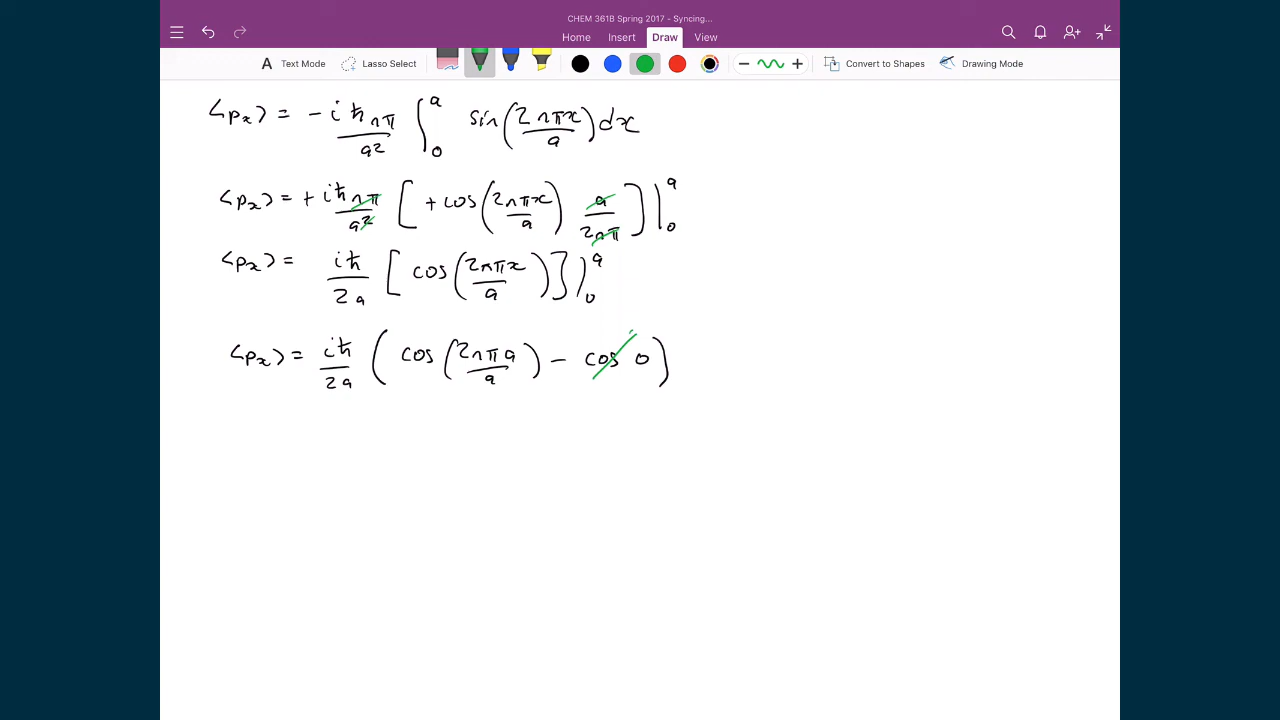 CHEM 361B Spring 2017 - Syncing...
Home Insert Draw View
A Text Mode Lasso Select Convert to Shapes Drawing Mode
<px> = - iħnπ/a² ∫₀ᵃ sin(2nπx/a) dx
<px> = + iħnπ/a² [ + cos(2nπx/a) a/2nπ ] |₀ᵃ
<px> = iħ/2a [ cos(2nπx/a) ] |₀ᵃ
<px> = iħ/2a ( cos(2nπa/a) - cos 0 )